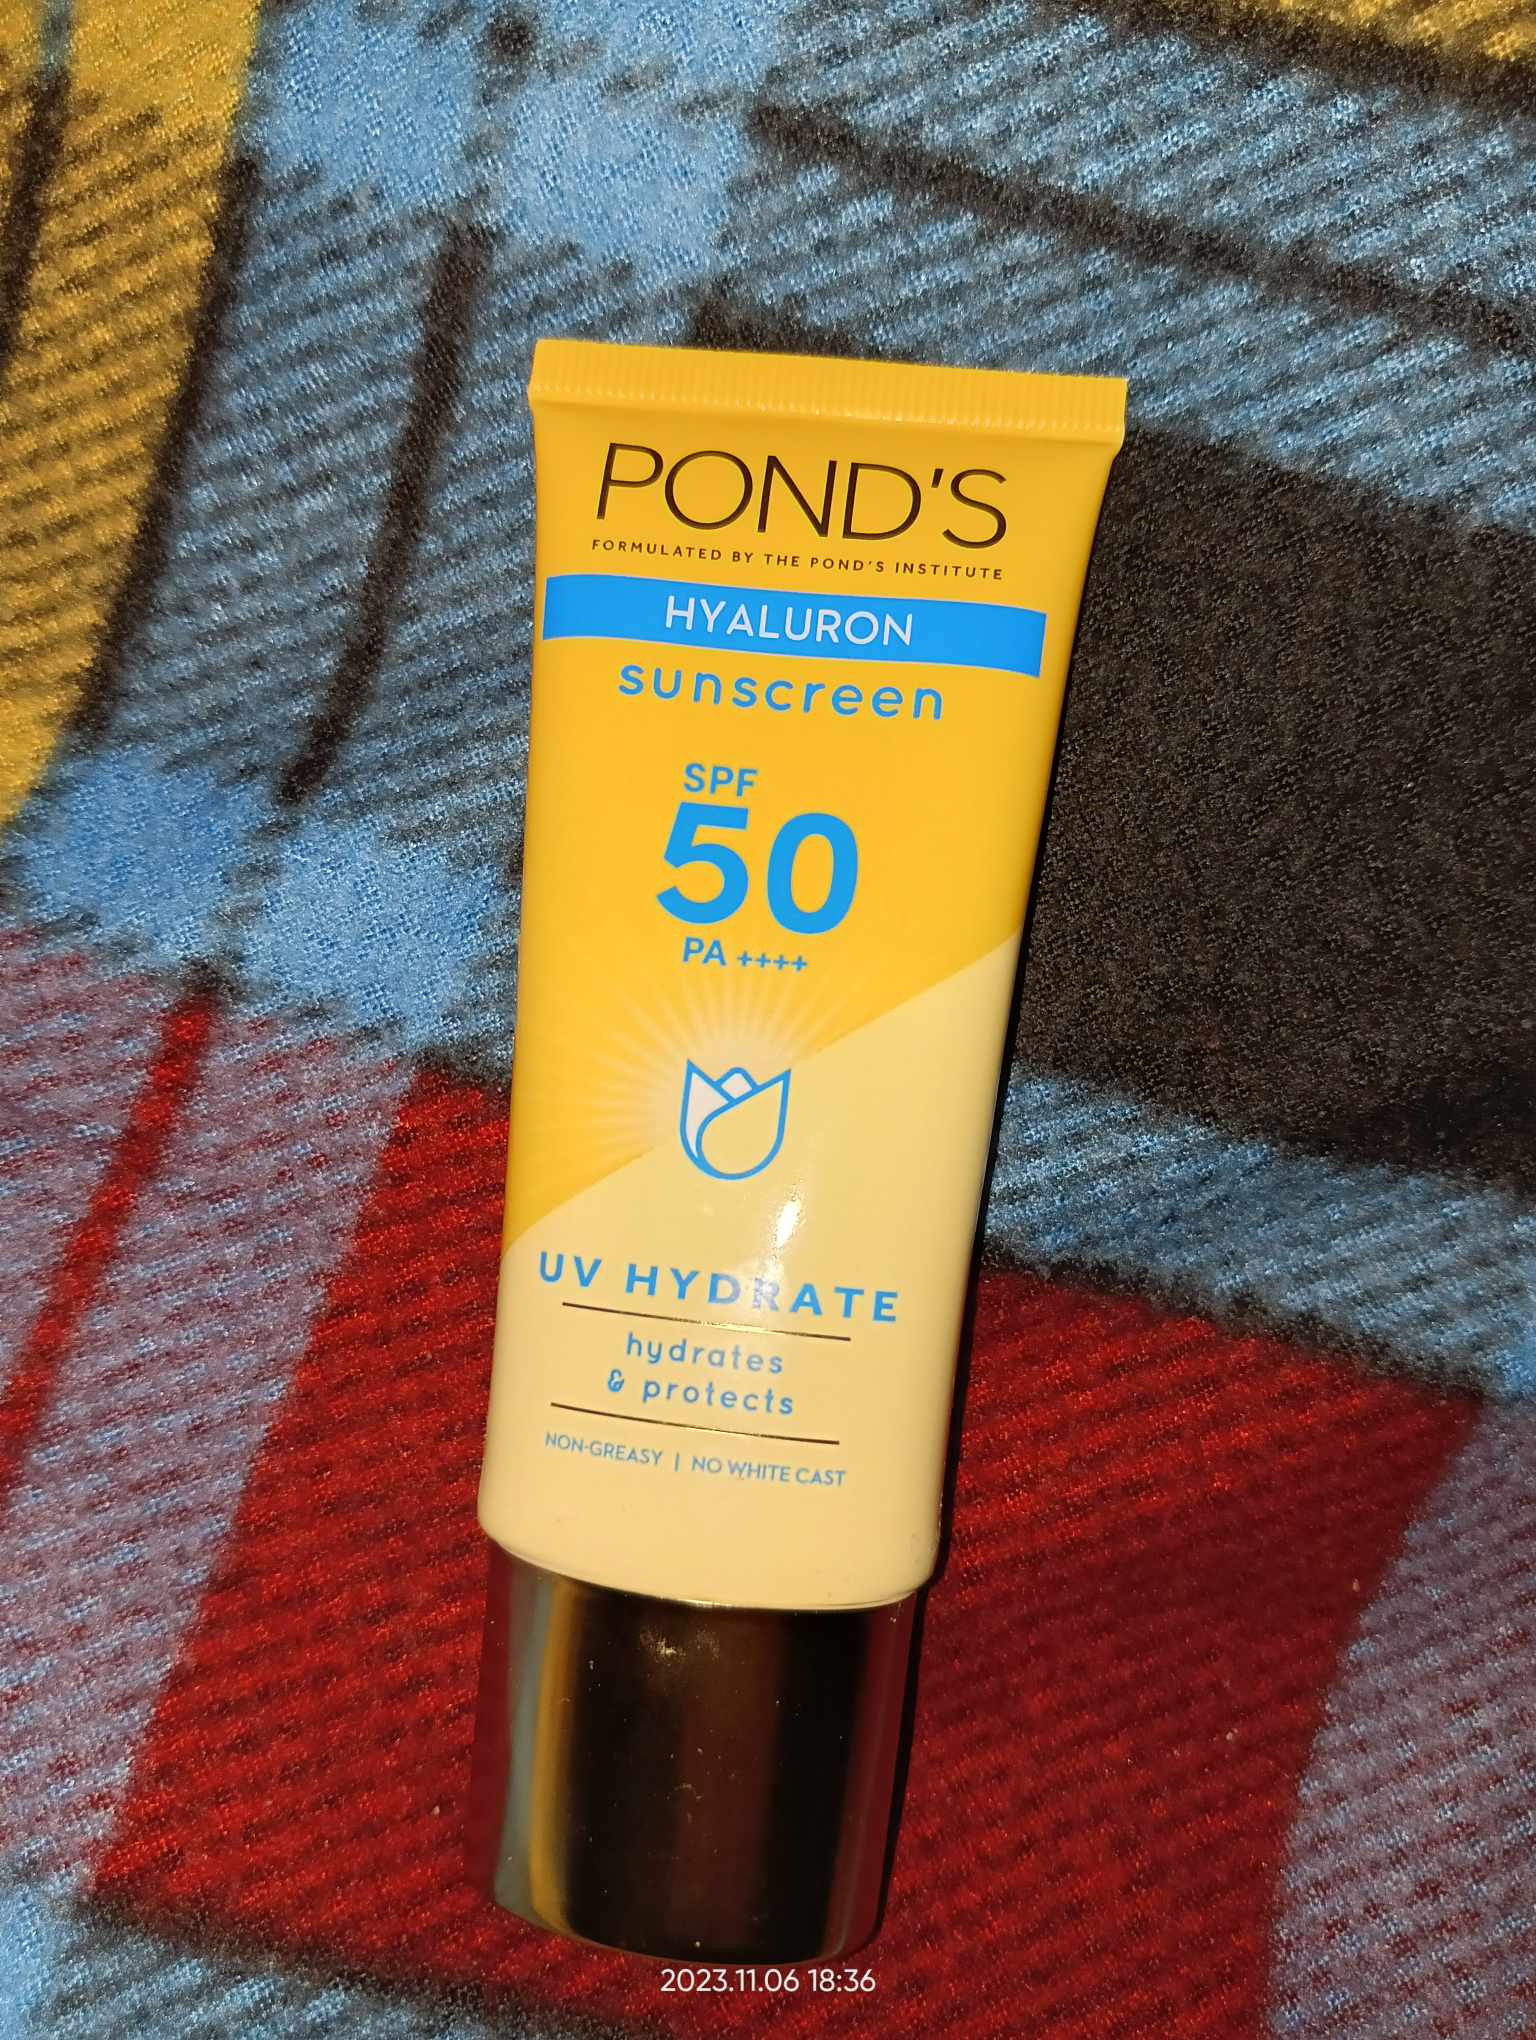 POND'S
FORMULATED BY THE POND'S INSTITUTE
HYALURON
sunscreen
SPF
50
PA ++++
UV HYDRATE
hydrates
& protects
NON-GREASY | NO WHITE CAST
2023.11.06 18:36